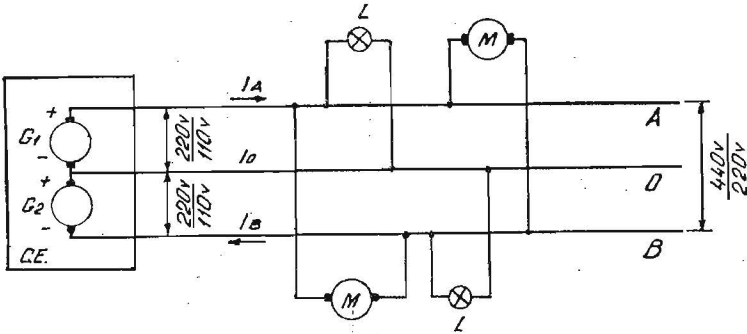 L
M
+
G1
-
+
G2
-
C.E.
IA
I0
IB
220v
110v
220v
110v
A
0
B
440v
220v
M
L